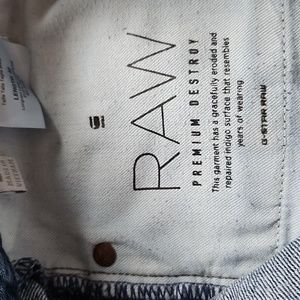 RAW
PREMIUM DESTROY
This garment has a gracefully eroded and
repaired indigo surface that resembles
years of wearing
G-STAR RAW